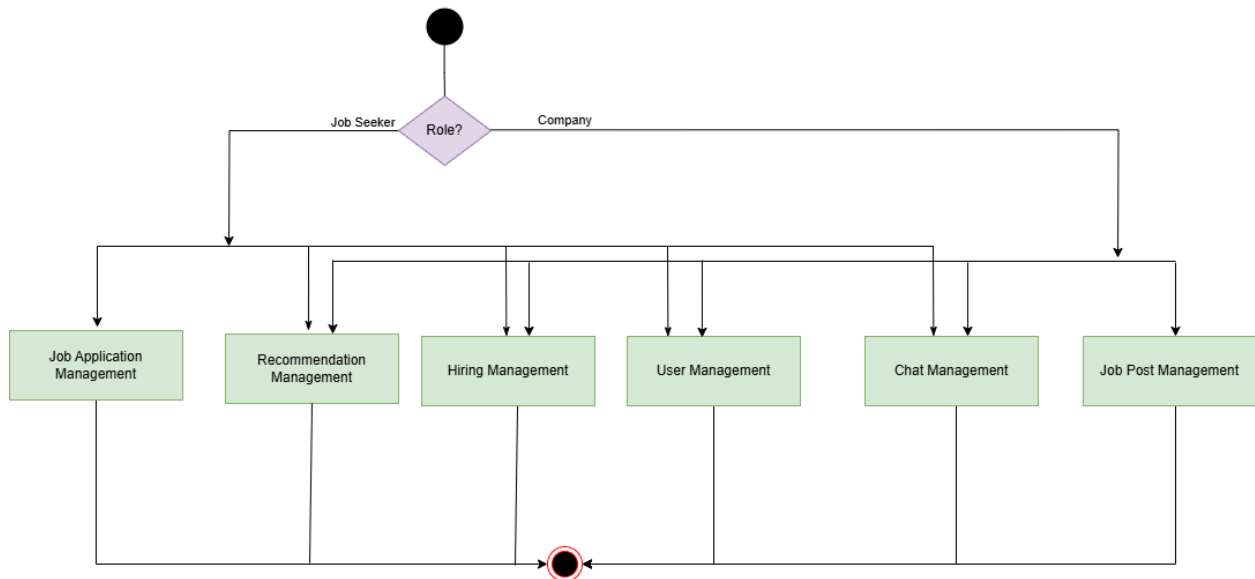 Job Seeker
Role?
Company
Job Application
Management
Recommendation
Management
Hiring Management
User Management
Chat Management
Job Post Management